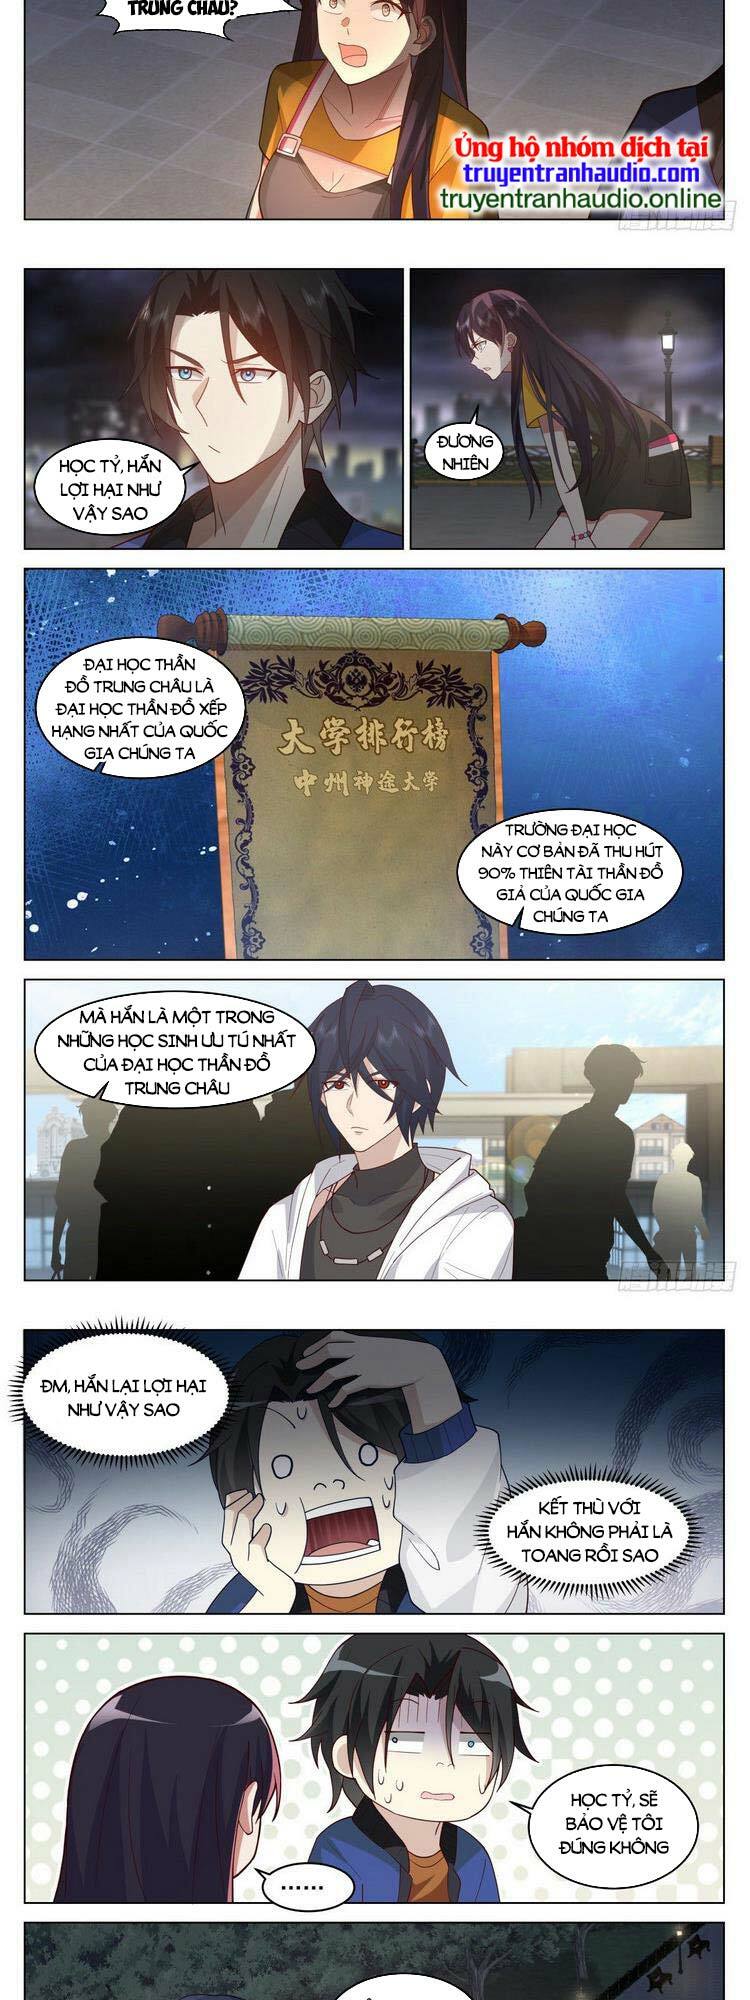 TRUNG CHÂU?
Ủng hộ nhóm dịch tại
truyentranhaudio.com
truyentranhaudio.online
HỌC TỶ, HẮN
LỢI HẠI NHƯ
VẬY SAO
ĐƯƠNG
NHIÊN
ĐẠI HỌC THẦN
ĐỒ TRUNG CHÂU LÀ
ĐẠI HỌC THẦN ĐỒ XẾP
HẠNG NHẤT CỦA QUỐC
GIA CHÚNG TA
大学排行榜
中州神途大学
TRƯỜNG ĐẠI HỌC
NÀY CƠ BẢN ĐÃ THU HÚT
90% THIÊN TÀI THẦN ĐỒ
GIẢ CỦA QUỐC GIA
CHÚNG TA
MÀ HẮN LÀ MỘT TRONG
NHỮNG HỌC SINH ƯU TÚ NHẤT
CỦA ĐẠI HỌC THẦN ĐỒ
TRUNG CHÂU
ĐM, HẮN LẠI LỢI HẠI
NHƯ VẬY SAO
KẾT THÙ VỚI
HẮN KHÔNG PHẢI LÀ
TOANG RỒI SAO
HỌC TỶ, SẼ
BẢO VỆ TÔI
ĐÚNG KHÔNG
......